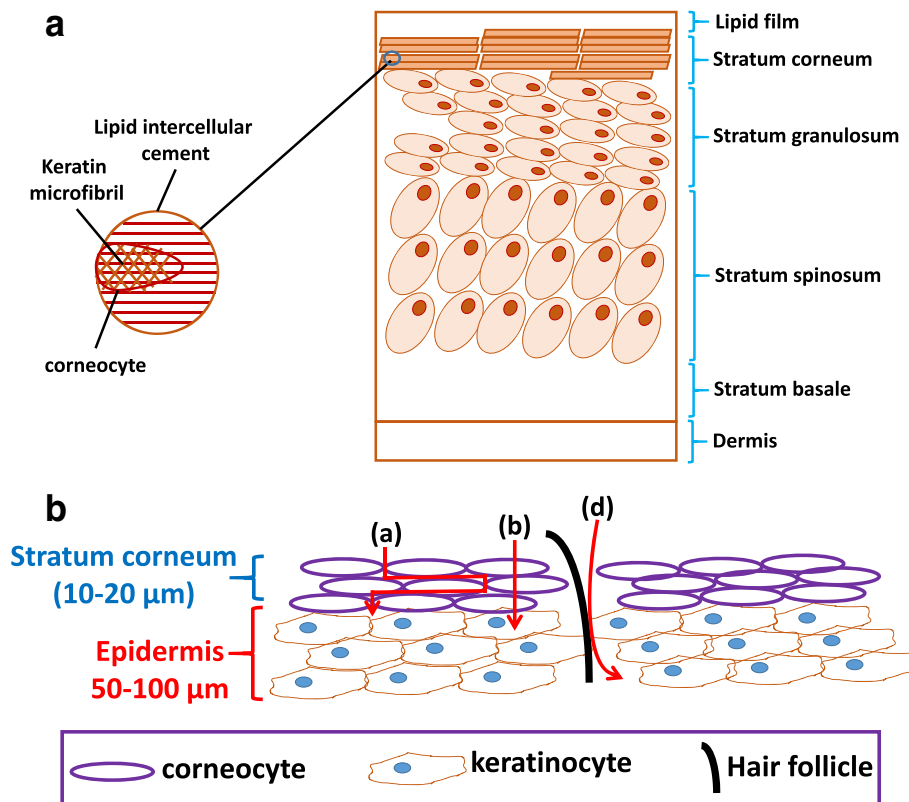 a
Lipid film
Stratum corneum
Lipid intercellular
cement
Stratum granulosum
Keratin
microfibril
Stratum spinosum
corneocyte
Stratum basale
Dermis
b
(a)
(b)
(d)
Stratum corneum
(10-20 μm)
Epidermis
50-100 μm
corneocyte
keratinocyte
Hair follicle